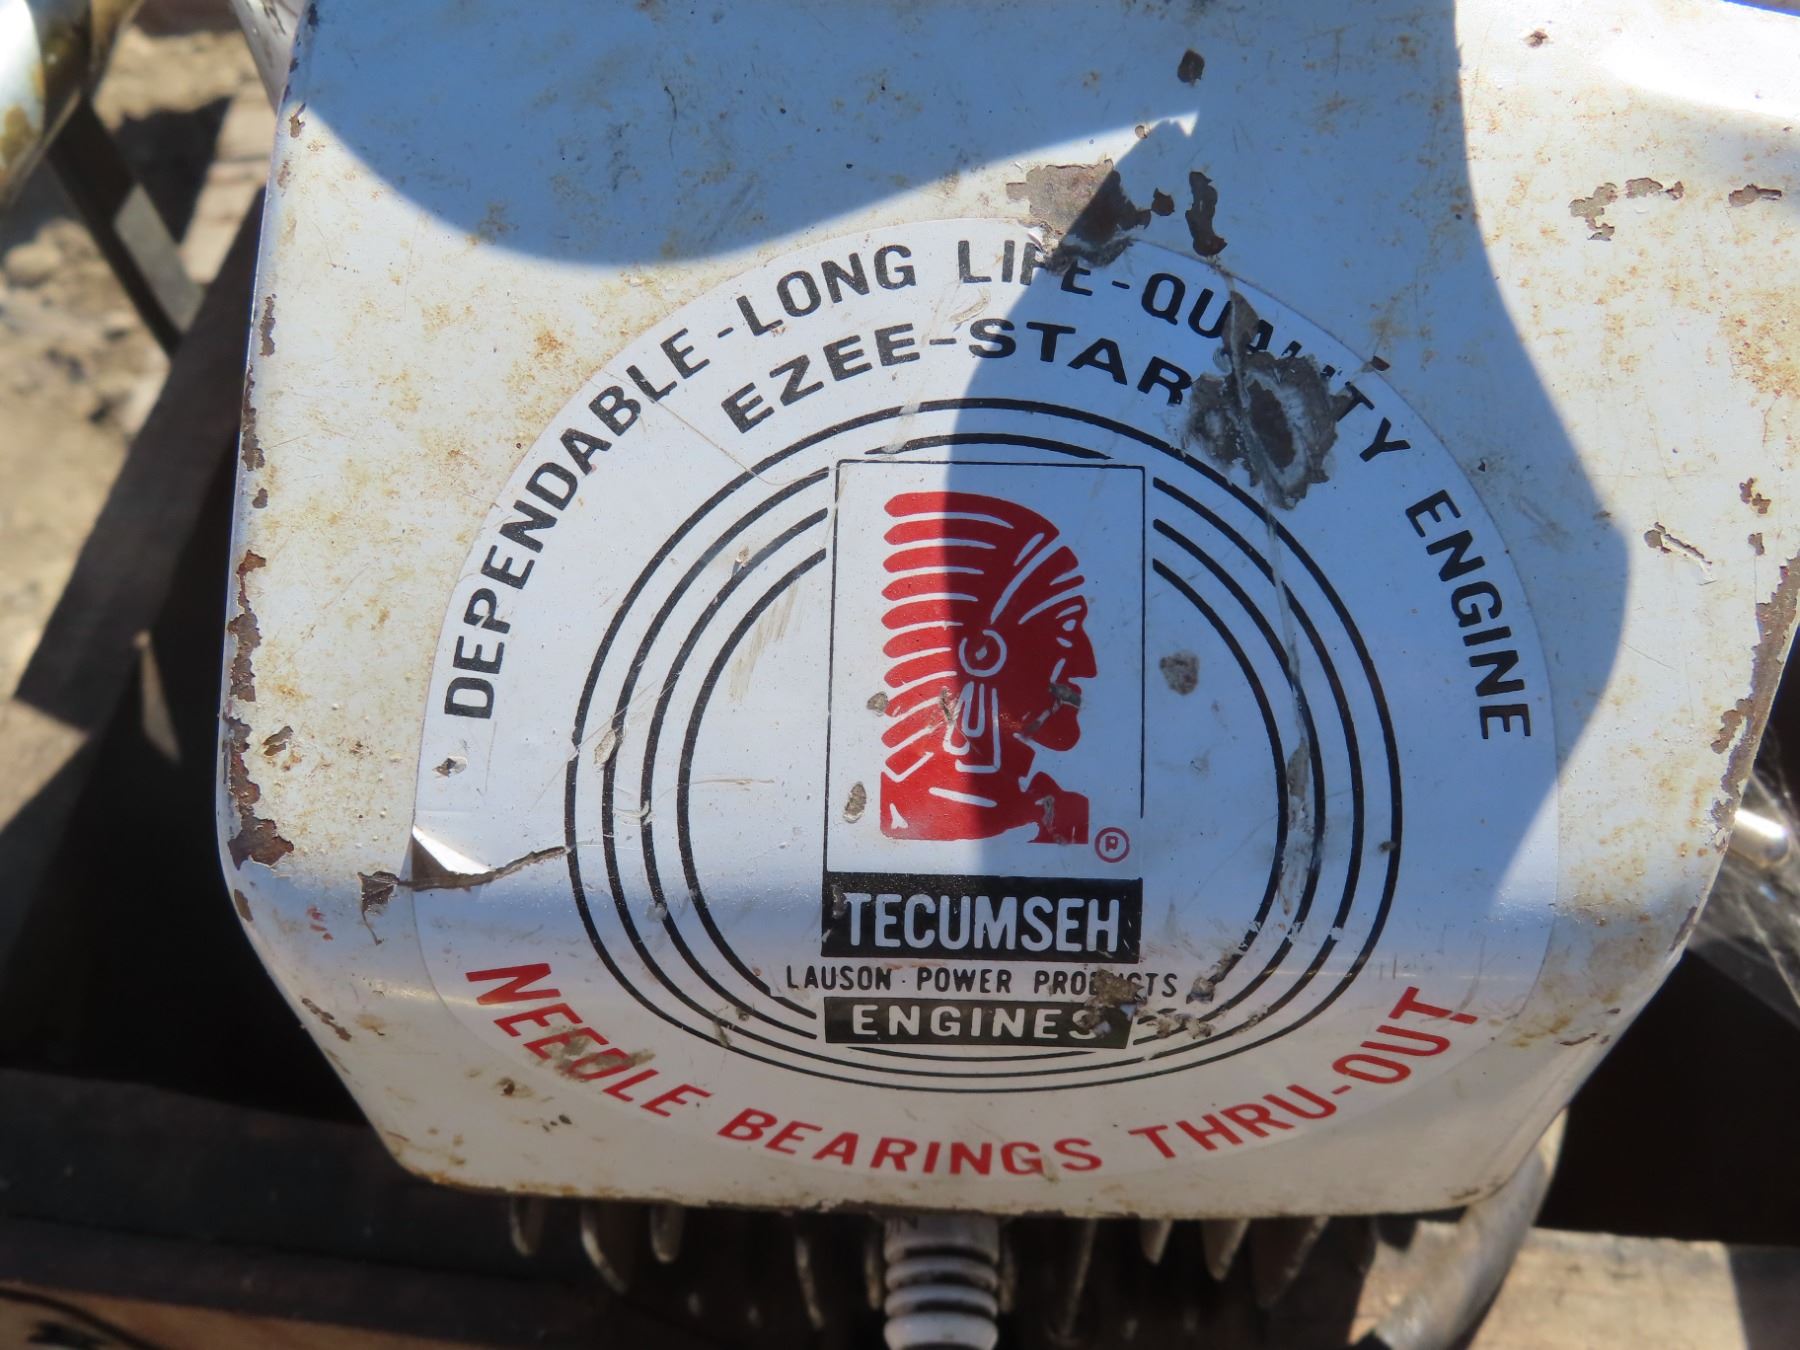 DEPENDABLE-LONG LIFE-QUALITY ENGINE
EZEE-STAR
®
TECUMSEH
LAUSON POWER PRODUCTS
ENGINES
NEEDLE BEARINGS THRU-OUT